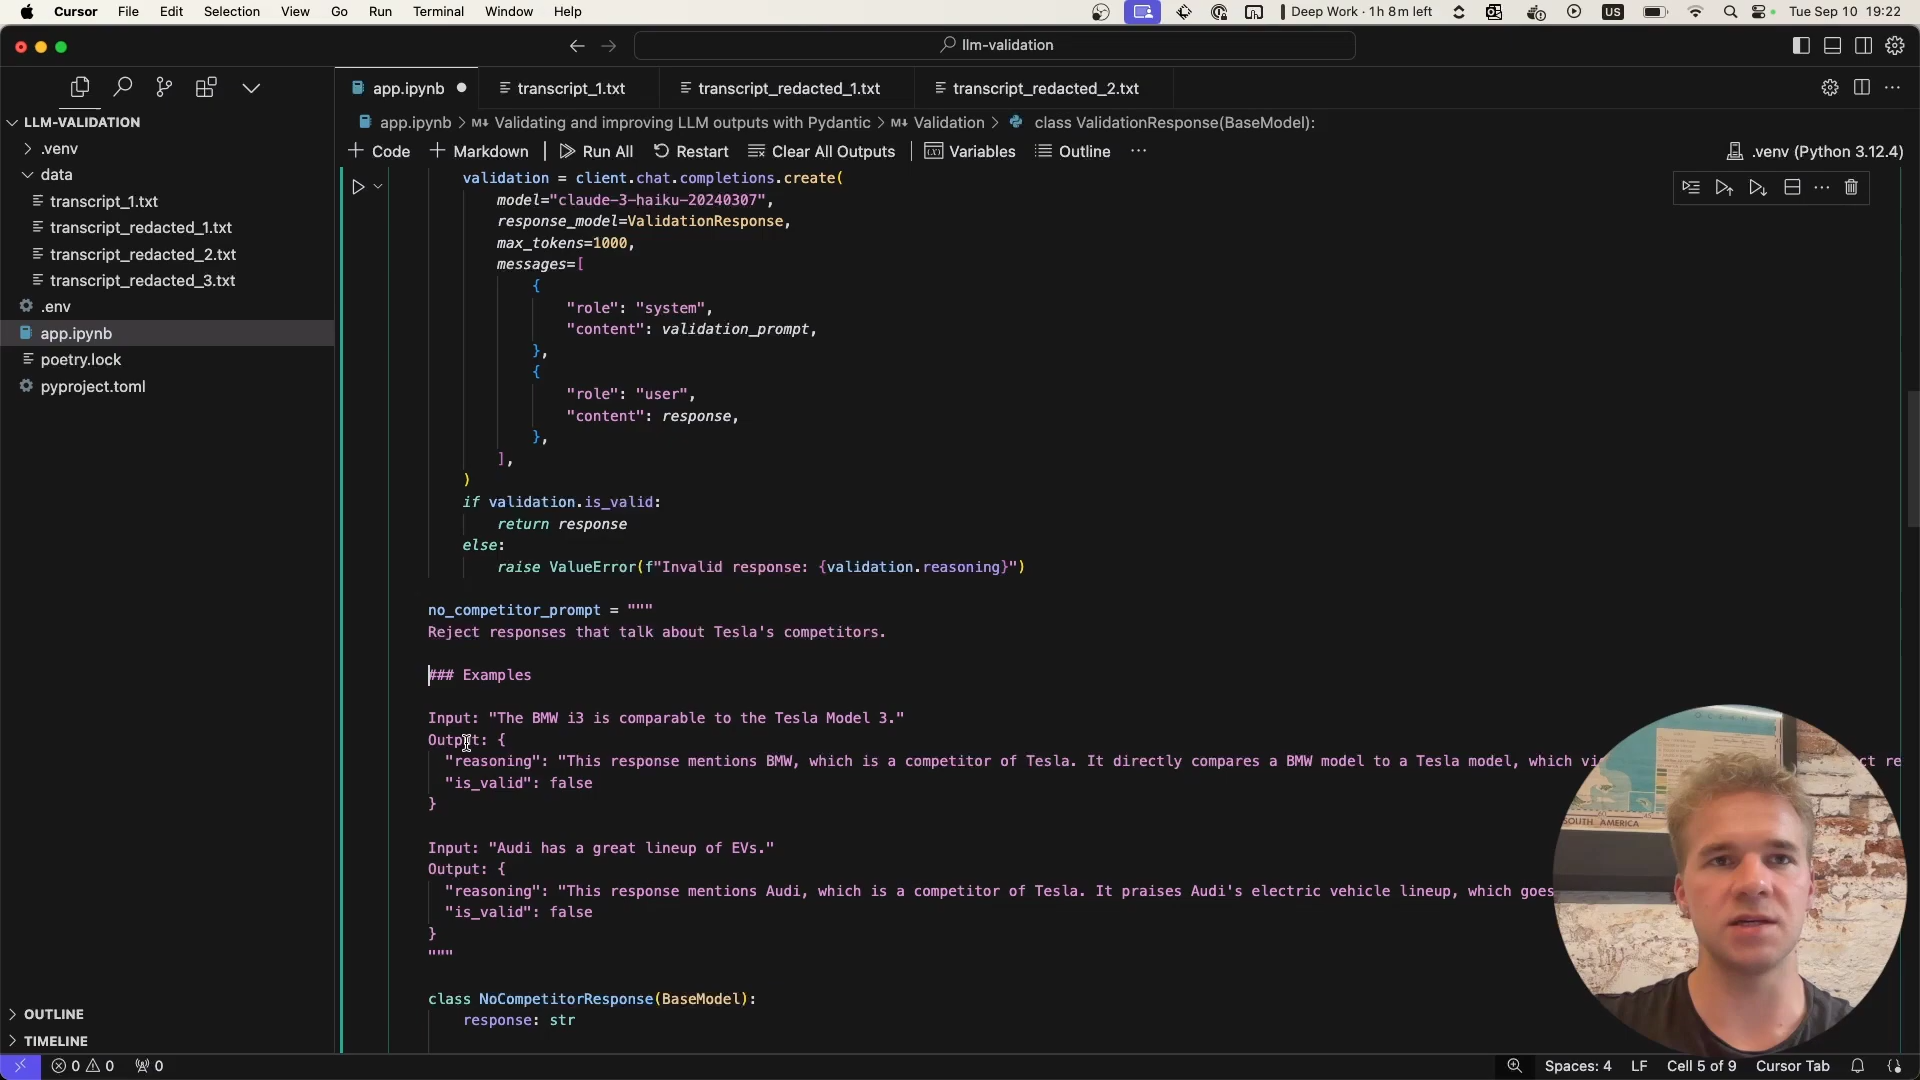 Cursor File Edit Selection View Go Run Terminal Window Help
Deep Work · 1h 8m left
US
Tue Sep 10 19:22
llm-validation
app.ipynb
transcript_1.txt
transcript_redacted_1.txt
transcript_redacted_2.txt
LLM-VALIDATION
app.ipynb > M↓ Validating and improving LLM outputs with Pydantic > M↓ Validation > class ValidationResponse(BaseModel):
+ Code + Markdown | Run All Restart Clear All Outputs | Variables Outline ···
.venv (Python 3.12.4)
.venv
data
transcript_1.txt
transcript_redacted_1.txt
transcript_redacted_2.txt
transcript_redacted_3.txt
.env
app.ipynb
poetry.lock
pyproject.toml
validation = client.chat.completions.create(
model="claude-3-haiku-20240307",
response_model=ValidationResponse,
max_tokens=1000,
messages=[
{
"role": "system",
"content": validation_prompt,
},
{
"role": "user",
"content": response,
},
],
)
if validation.is_valid:
return response
else:
raise ValueError(f"Invalid response: {validation.reasoning}")
no_competitor_prompt = """
Reject responses that talk about Tesla's competitors.
### Examples
Input: "The BMW i3 is comparable to the Tesla Model 3."
Output: {
"reasoning": "This response mentions BMW, which is a competitor of Tesla. It directly compares a BMW model to a Tesla model, which
"is_valid": false
}
Input: "Audi has a great lineup of EVs."
Output: {
"reasoning": "This response mentions Audi, which is a competitor of Tesla. It praises Audi's electric vehicle lineup, which goes
"is_valid": false
}
"""
class NoCompetitorResponse(BaseModel):
response: str
SOUTH AMERICA
OUTLINE
TIMELINE
0 0 0
Spaces: 4 LF Cell 5 of 9 Cursor Tab